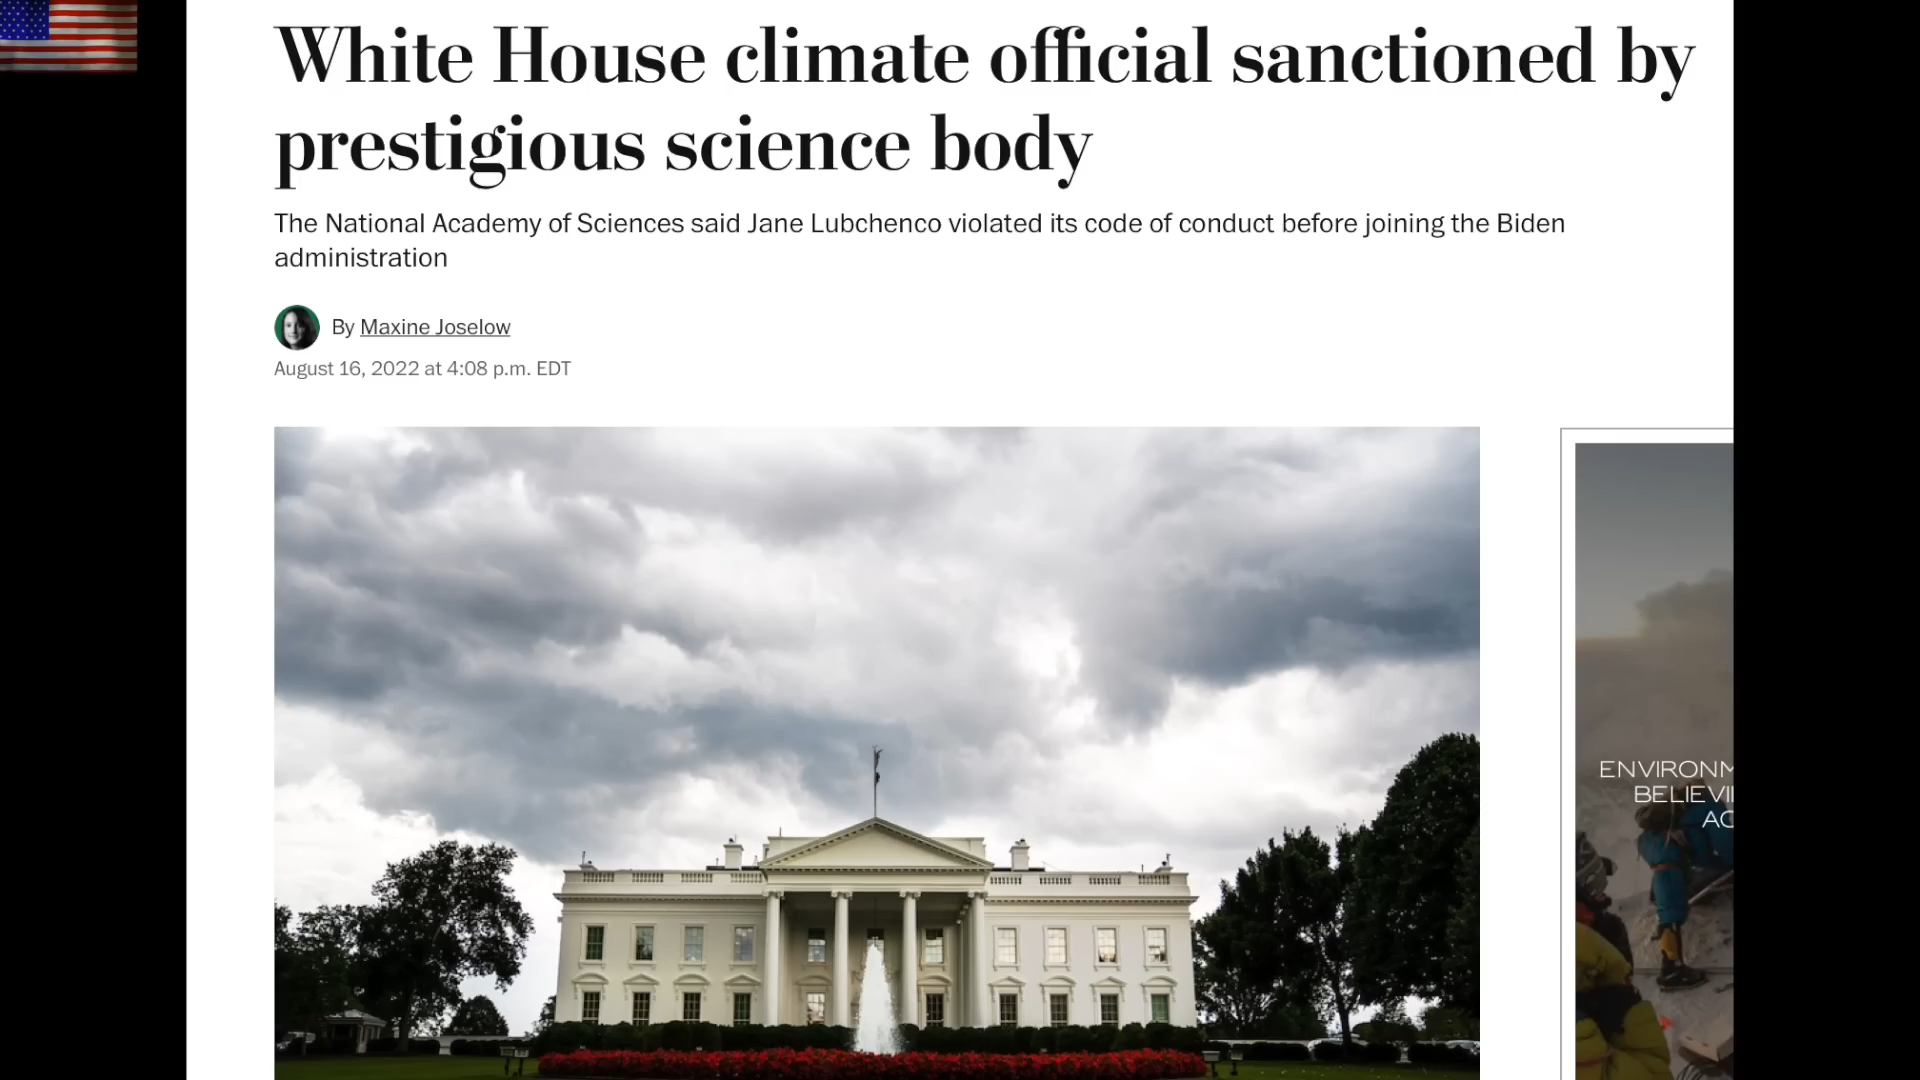 White House climate official sanctioned by
prestigious science body
The National Academy of Sciences said Jane Lubchenco violated its code of conduct before joining the Biden
administration
By Maxine Joselow
August 16, 2022 at 4:08 p.m. EDT